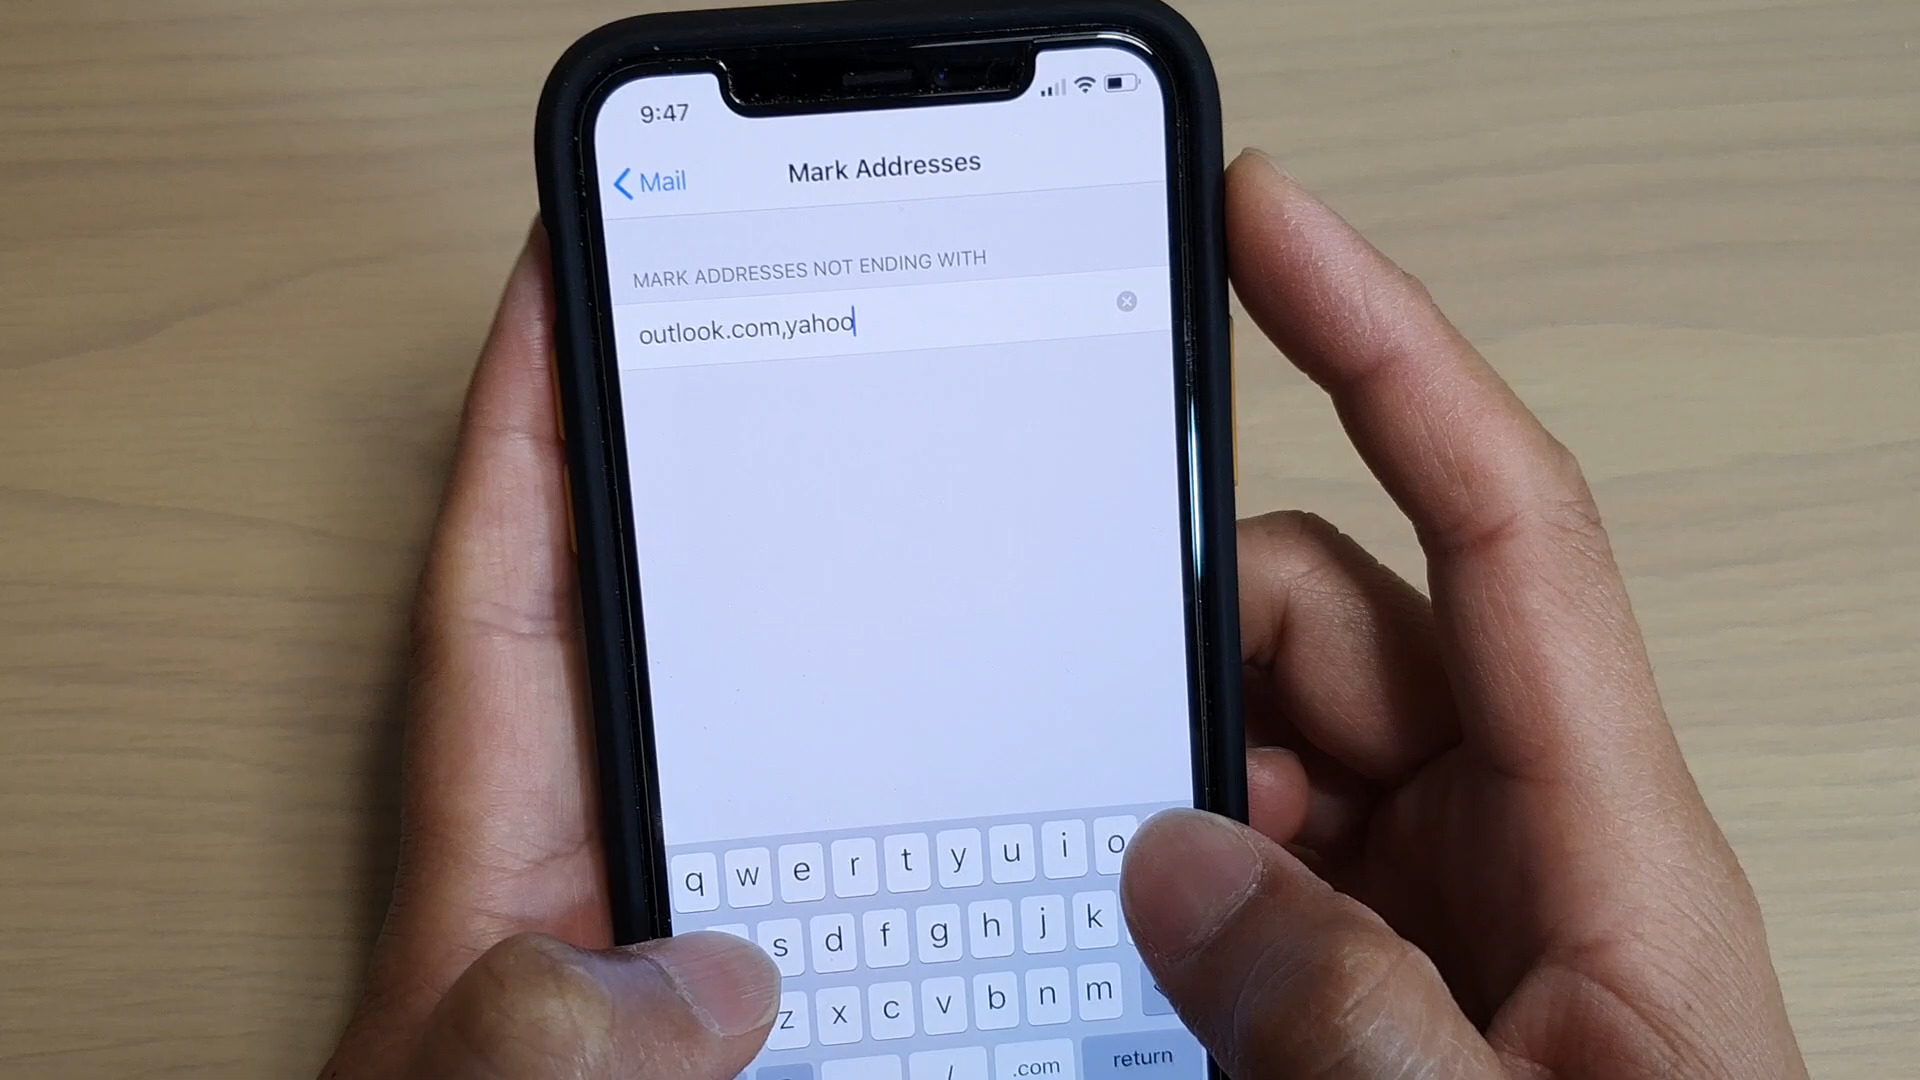 9:47
Mail
Mark Addresses
MARK ADDRESSES NOT ENDING WITH
outlook.com,yahoo
q w e r t y u i o
s d f g h j k
z x c v b n m
/ .com return